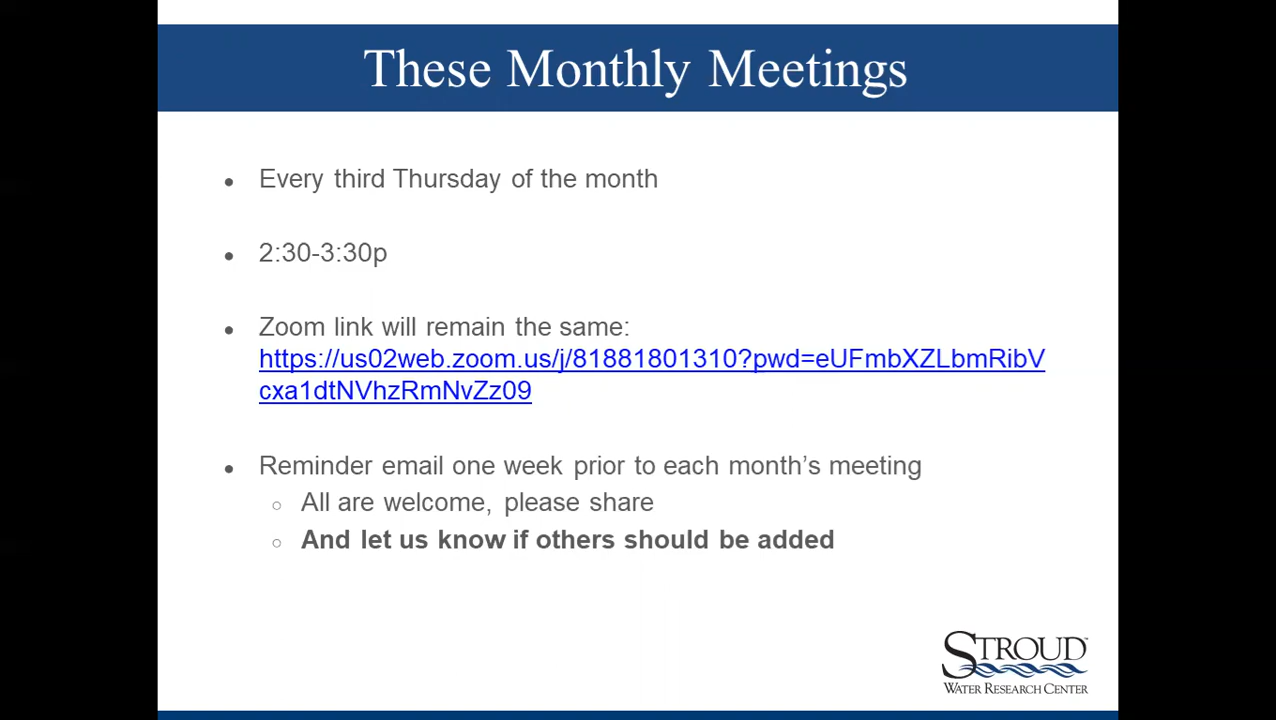 These Monthly Meetings
● Every third Thursday of the month
● 2:30-3:30p
● Zoom link will remain the same:
https://us02web.zoom.us/j/81881801310?pwd=eUFmbXZLbmRibV
cxa1dtNVhzRmNvZz09
● Reminder email one week prior to each month’s meeting
○ All are welcome, please share
○ And let us know if others should be added
STROUD™
WATER RESEARCH CENTER